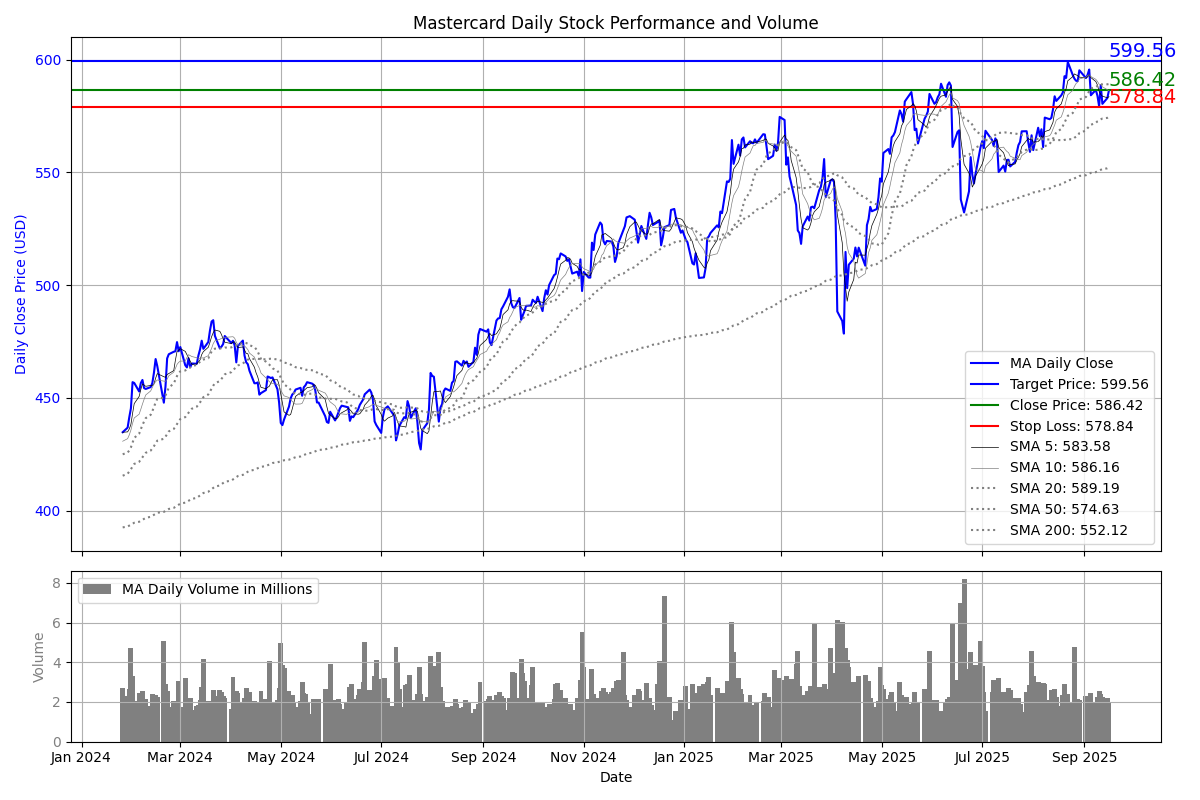 Mastercard Daily Stock Performance and Volume
Daily Close Price (USD)
600
550
500
450
400
599.56
586.42
578.84
MA Daily Close
Target Price: 599.56
Close Price: 586.42
Stop Loss: 578.84
SMA 5: 583.58
SMA 10: 586.16
SMA 20: 589.19
SMA 50: 574.63
SMA 200: 552.12
Volume
8
6
4
2
0
MA Daily Volume in Millions
Jan 2024 Mar 2024 May 2024 Jul 2024 Sep 2024 Nov 2024 Jan 2025 Mar 2025 May 2025 Jul 2025 Sep 2025
Date